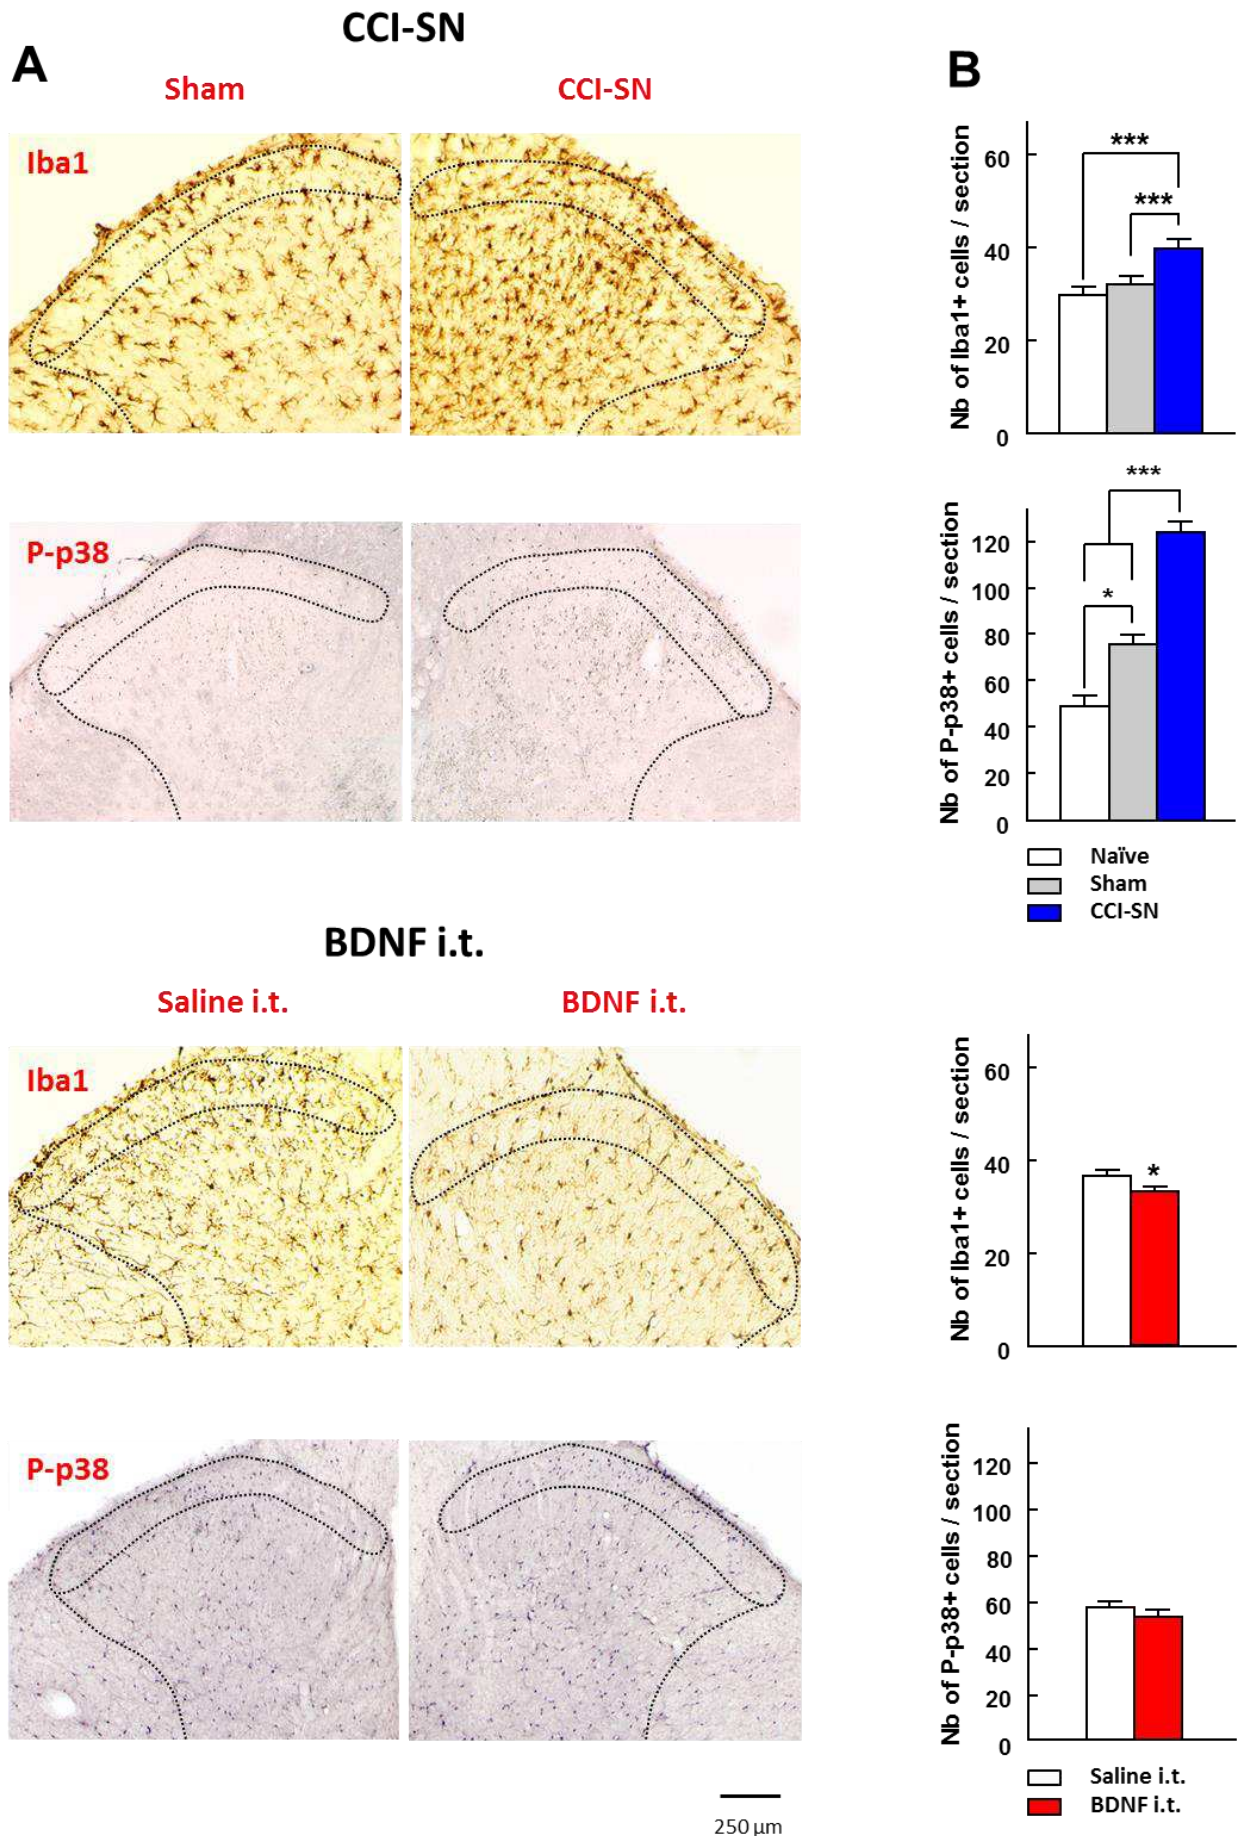 CCI-SN
A
Sham
CCI-SN
B
Iba1
Nb of Iba1+ cells / section
60
40
20
0
***
***
P-p38
Nb of P-p38+ cells / section
120
100
80
60
40
20
0
***
*
Naïve
Sham
CCI-SN
BDNF i.t.
Saline i.t.
BDNF i.t.
Iba1
Nb of Iba1+ cells / section
60
40
20
0
*
P-p38
Nb of P-p38+ cells / section
120
100
80
60
40
20
0
Saline i.t.
BDNF i.t.
250 µm